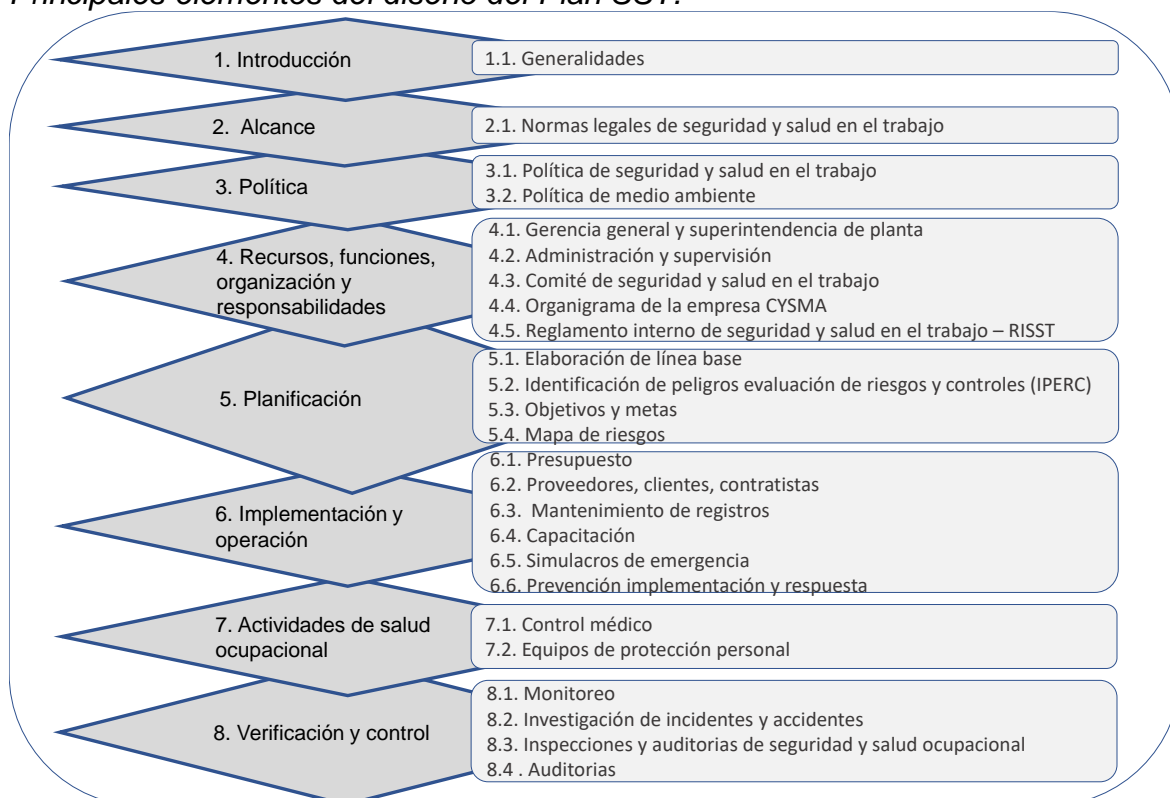 Principales elementos del diseño del Plan SST.
1. Introducción
1.1. Generalidades
2. Alcance
2.1. Normas legales de seguridad y salud en el trabajo
3. Política
3.1. Política de seguridad y salud en el trabajo
3.2. Política de medio ambiente
4. Recursos, funciones,
organización y
responsabilidades
4.1. Gerencia general y superintendencia de planta
4.2. Administración y supervisión
4.3. Comité de seguridad y salud en el trabajo
4.4. Organigrama de la empresa CYSMA
4.5. Reglamento interno de seguridad y salud en el trabajo – RISST
5. Planificación
5.1. Elaboración de línea base
5.2. Identificación de peligros evaluación de riesgos y controles (IPERC)
5.3. Objetivos y metas
5.4. Mapa de riesgos
6. Implementación y
operación
6.1. Presupuesto
6.2. Proveedores, clientes, contratistas
6.3. Mantenimiento de registros
6.4. Capacitación
6.5. Simulacros de emergencia
6.6. Prevención implementación y respuesta
7. Actividades de salud
ocupacional
7.1. Control médico
7.2. Equipos de protección personal
8. Verificación y control
8.1. Monitoreo
8.2. Investigación de incidentes y accidentes
8.3. Inspecciones y auditorias de seguridad y salud ocupacional
8.4 . Auditorias